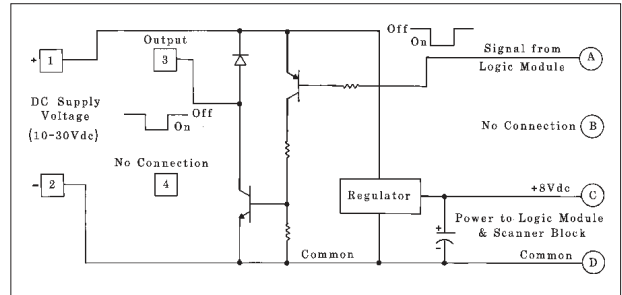 Off
On
Output
+ 1
3
Signal from
Logic Module
A
DC Supply
Voltage
(10-30Vdc)
Off
On
No Connection
B
No Connection
4
- 2
Regulator
+8Vdc
C
+
-
Power to Logic Module
& Scanner Block
Common
Common
D